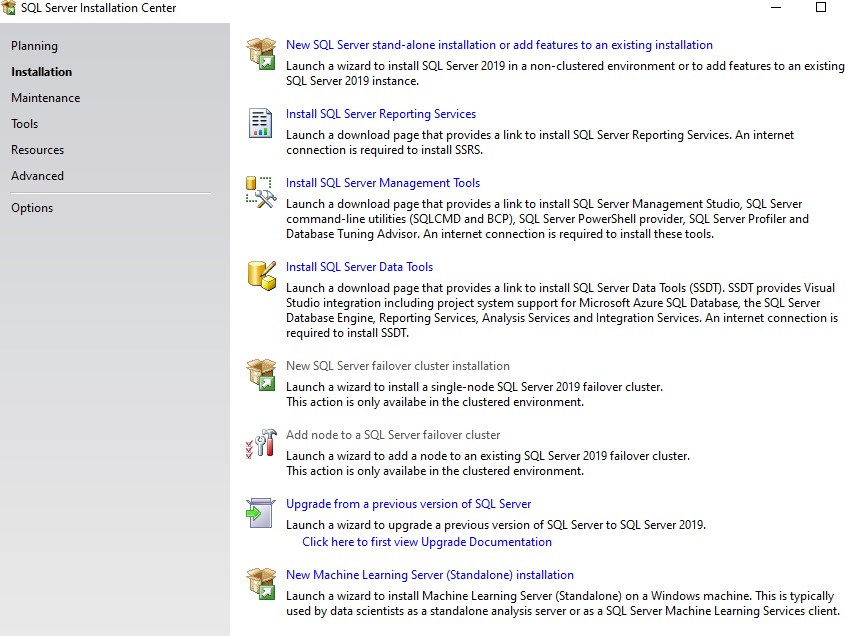 SQL Server Installation Center
Planning
Installation
Maintenance
Tools
Resources
Advanced
Options
New SQL Server stand-alone installation or add features to an existing installation
Launch a wizard to install SQL Server 2019 in a non-clustered environment or to add features to an existing
SQL Server 2019 instance.
Install SQL Server Reporting Services
Launch a download page that provides a link to install SQL Server Reporting Services. An internet
connection is required to install SSRS.
Install SQL Server Management Tools
Launch a download page that provides a link to install SQL Server Management Studio, SQL Server
command-line utilities (SQLCMD and BCP), SQL Server PowerShell provider, SQL Server Profiler and
Database Tuning Advisor. An internet connection is required to install these tools.
Install SQL Server Data Tools
Launch a download page that provides a link to install SQL Server Data Tools (SSDT). SSDT provides Visual
Studio integration including project system support for Microsoft Azure SQL Database, the SQL Server
Database Engine, Reporting Services, Analysis Services and Integration Services. An internet connection is
required to install SSDT.
New SQL Server failover cluster installation
Launch a wizard to install a single-node SQL Server 2019 failover cluster.
This action is only availabe in the clustered environment.
Add node to a SQL Server failover cluster
Launch a wizard to add a node to an existing SQL Server 2019 failover cluster.
This action is only availabe in the clustered environment.
Upgrade from a previous version of SQL Server
Launch a wizard to upgrade a previous version of SQL Server to SQL Server 2019.
Click here to first view Upgrade Documentation
New Machine Learning Server (Standalone) installation
Launch a wizard to install Machine Learning Server (Standalone) on a Windows machine. This is typically
used by data scientists as a standalone analysis server or as a SQL Server Machine Learning Services client.